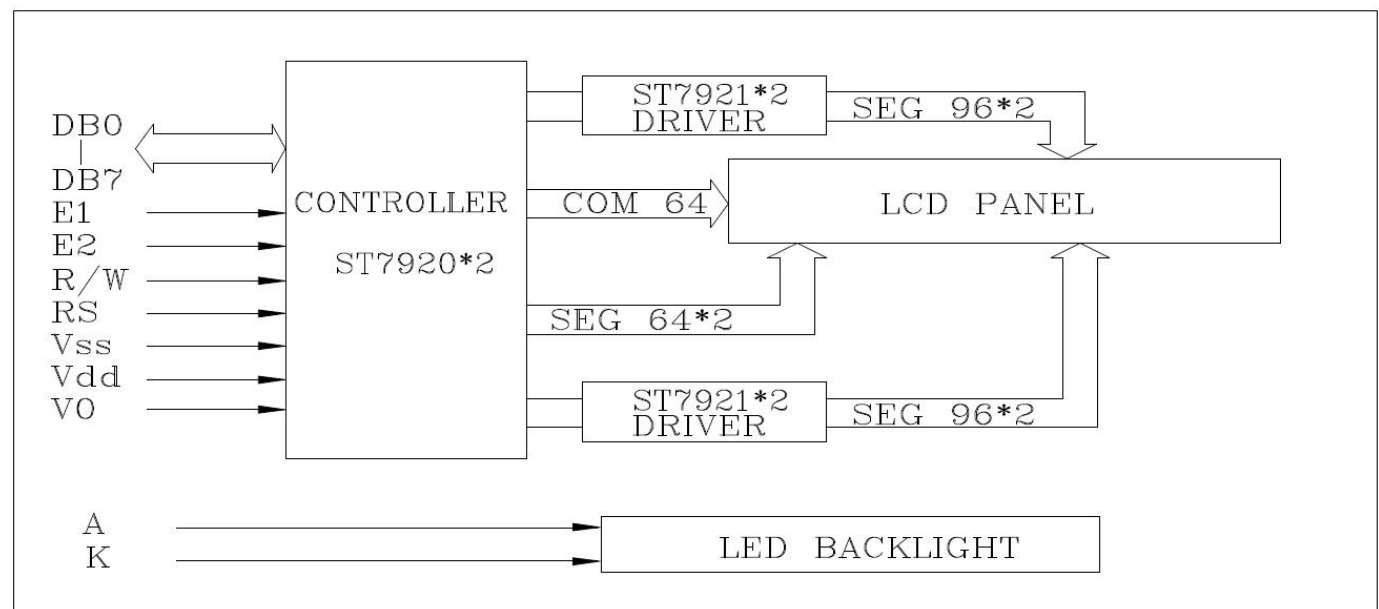 DB0
DB7
E1
E2
R/W
RS
Vss
Vdd
V0
CONTROLLER
ST7920*2
ST7921*2
DRIVER
SEG 96*2
COM 64
LCD PANEL
SEG 64*2
ST7921*2
DRIVER
SEG 96*2
A
K
LED BACKLIGHT